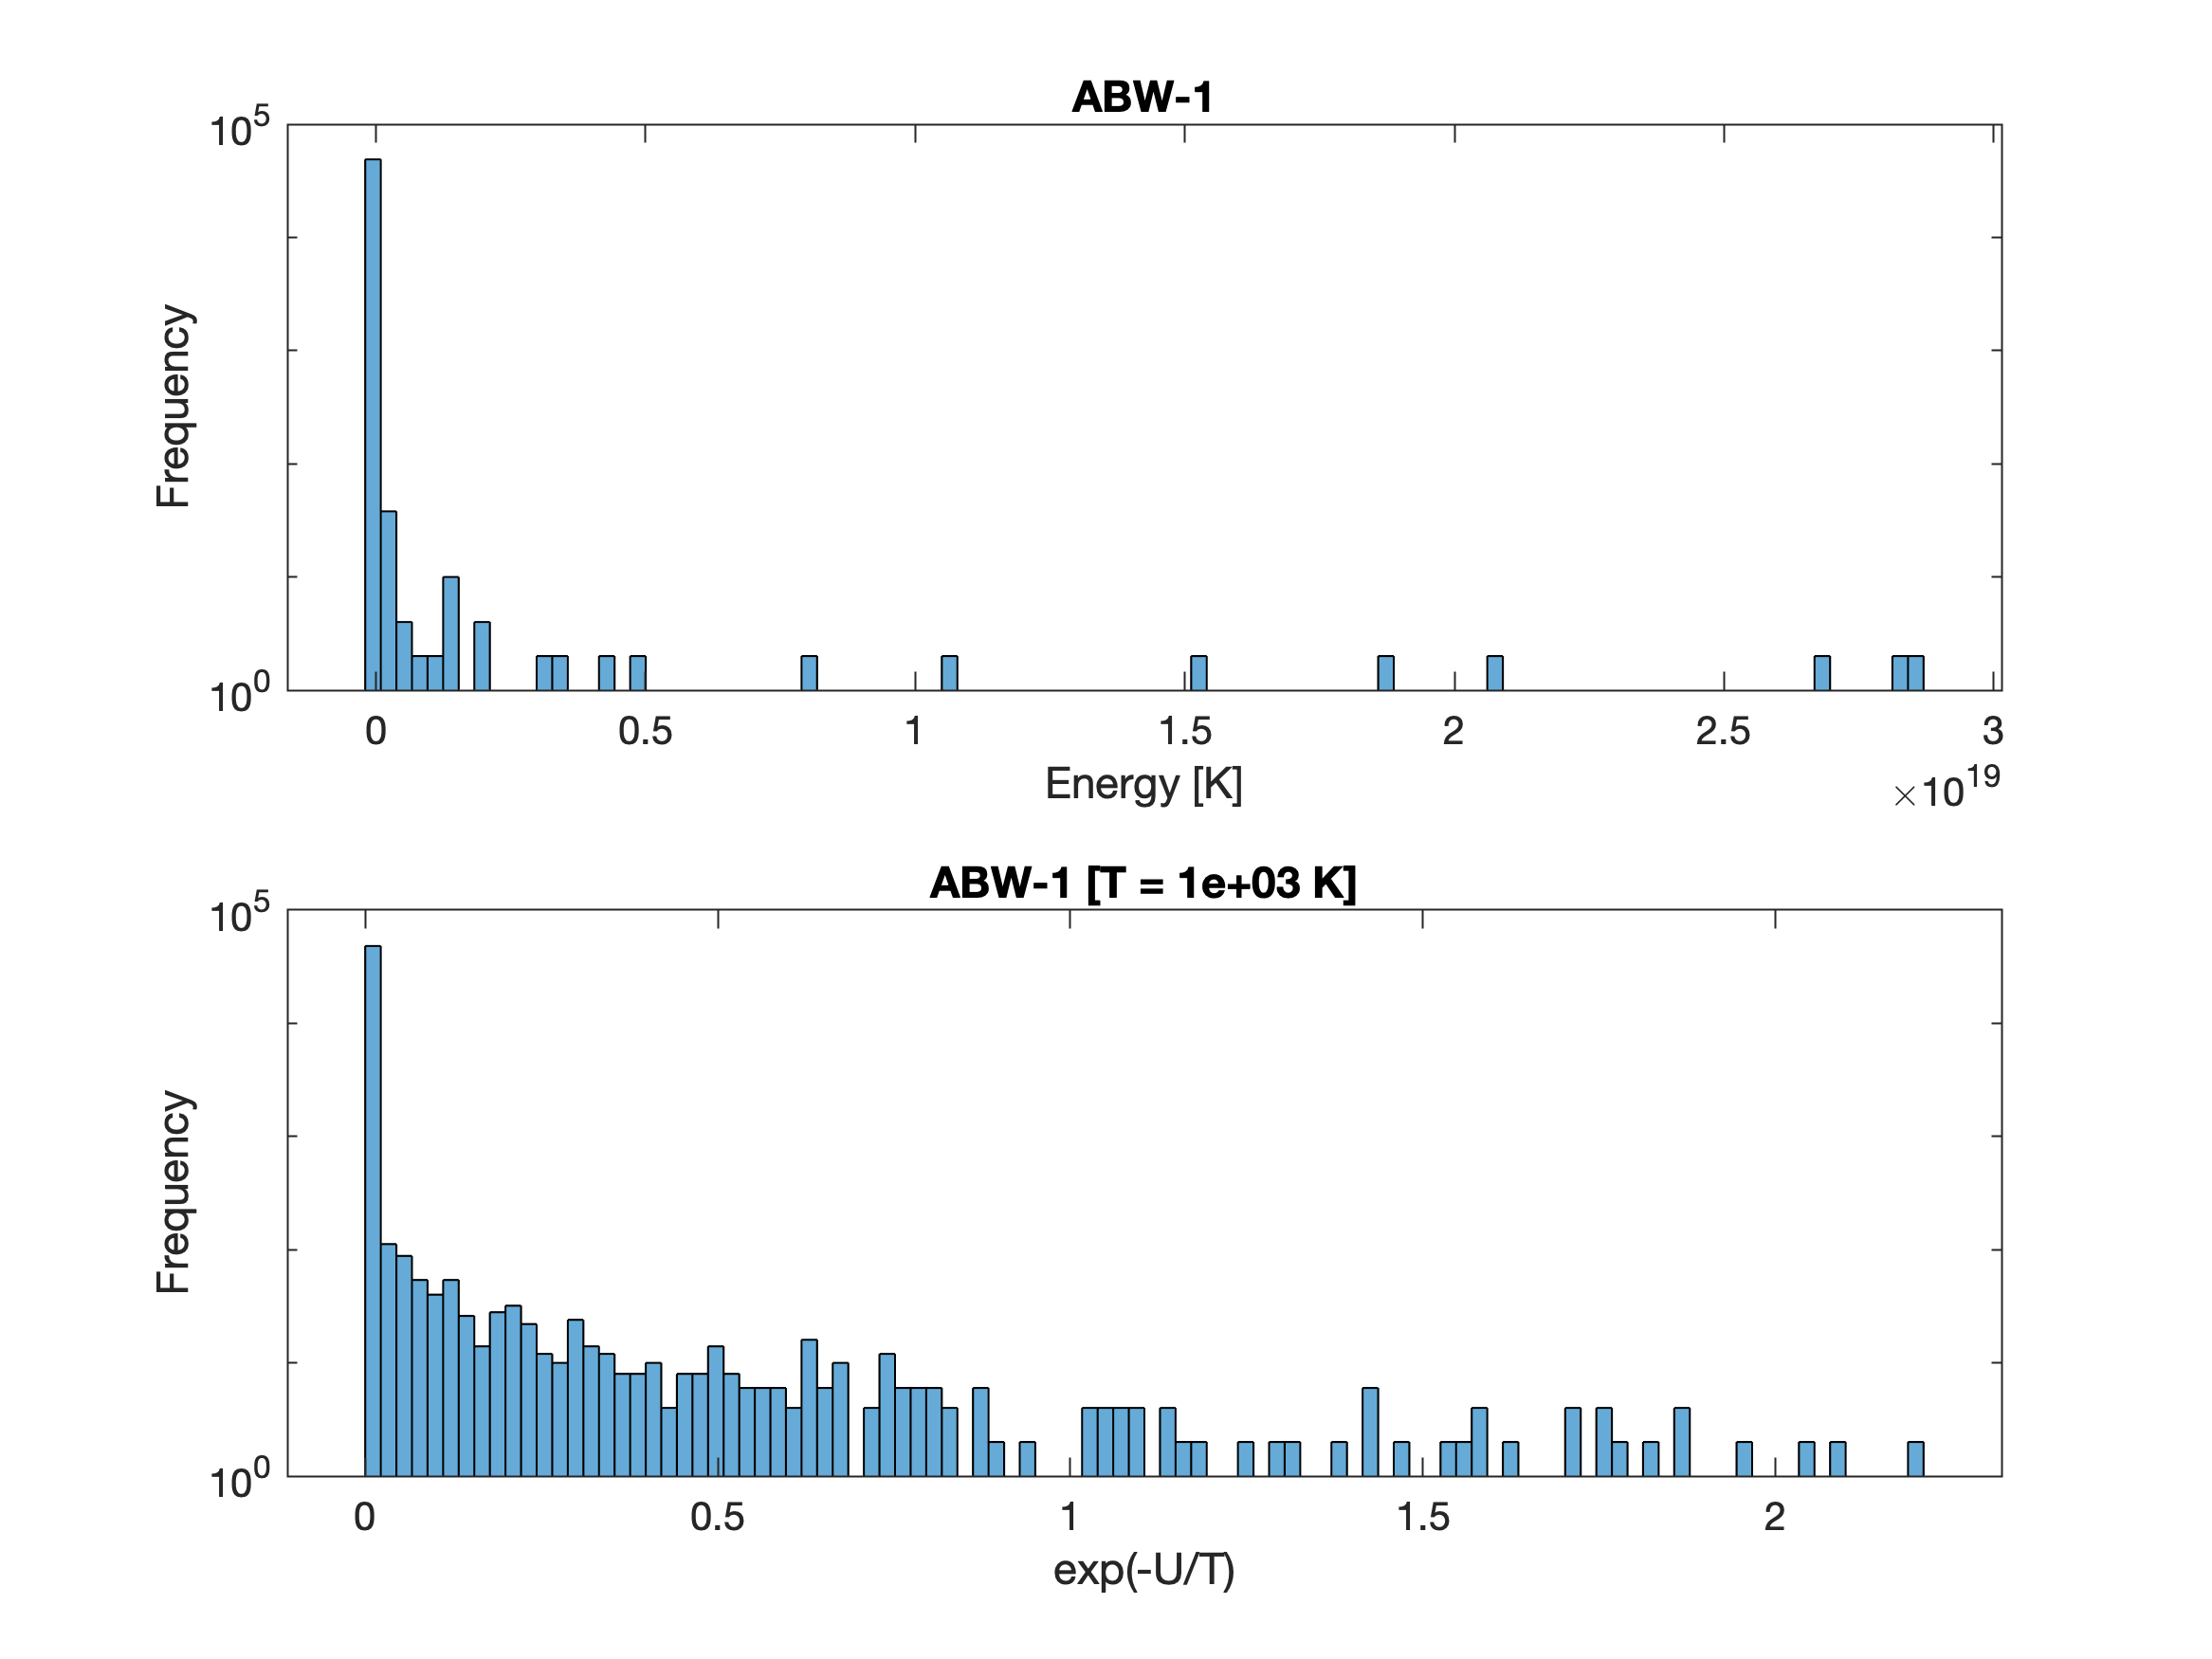 ABW-1
10^5
Frequency
10^0
0 0.5 1 1.5 2 2.5 3
Energy [K]
×10^19
ABW-1 [T = 1e+03 K]
10^5
Frequency
10^0
0 0.5 1 1.5 2
exp(-U/T)